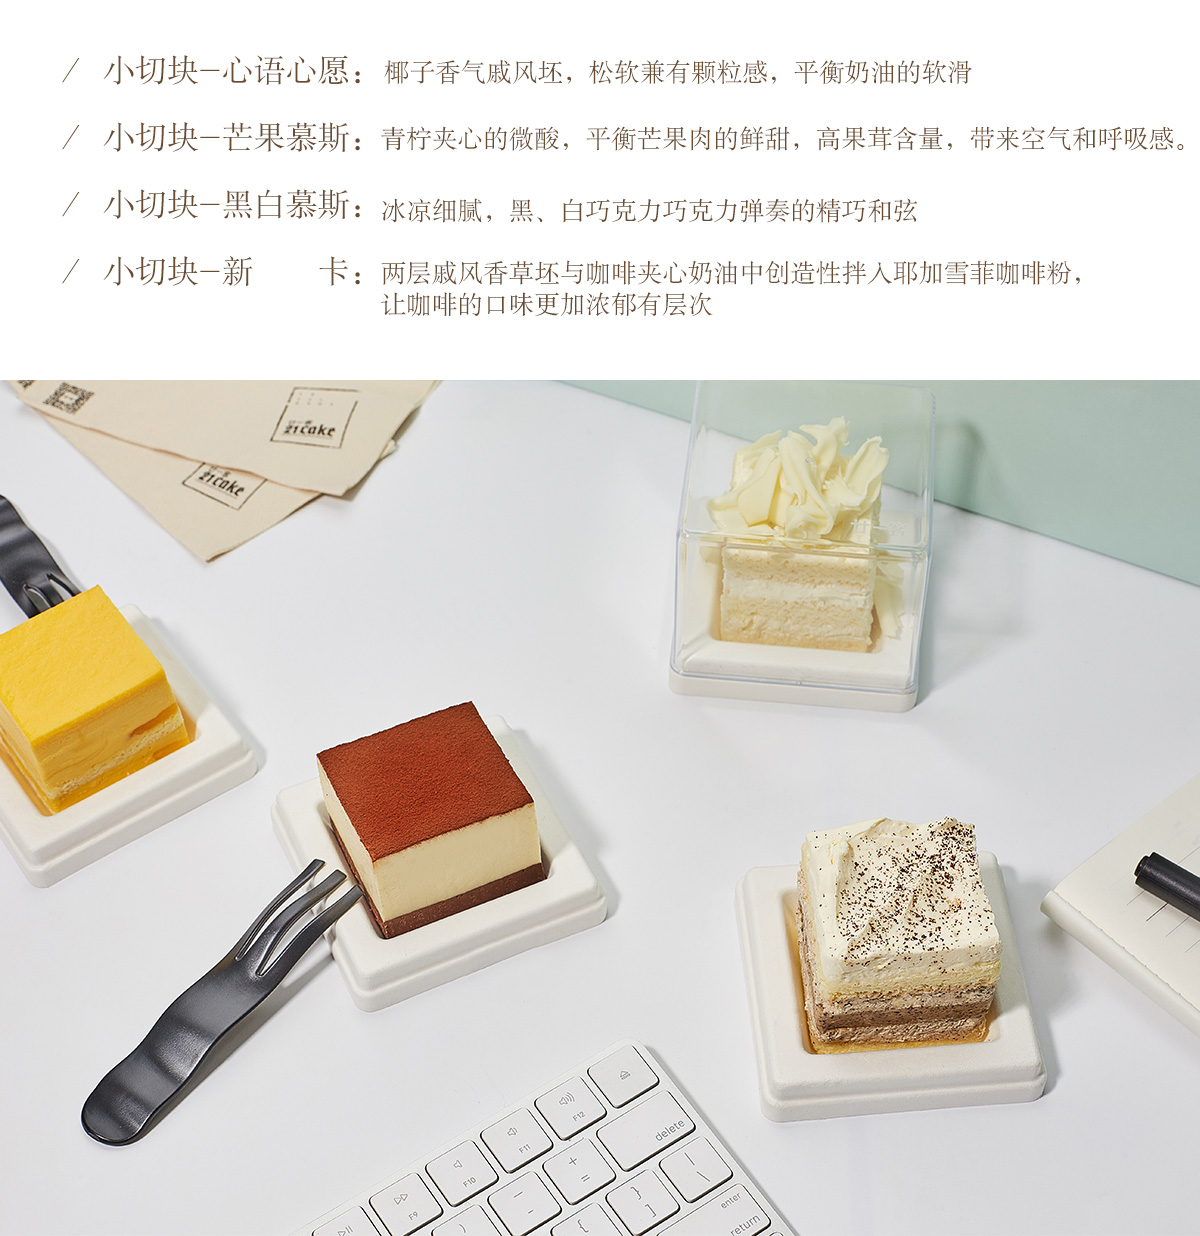 / 小切块–心语心愿：椰子香气戚风坯，松软兼有颗粒感，平衡奶油的软滑
/ 小切块–芒果慕斯：青柠夹心的微酸，平衡芒果肉的鲜甜，高果茸含量，带来空气和呼吸感。
/ 小切块–黑白慕斯：冰凉细腻，黑、白巧克力巧克力弹奏的精巧和弦
/ 小切块–新 卡：两层戚风香草坯与咖啡夹心奶油中创造性拌入耶加雪菲咖啡粉，
让咖啡的口味更加浓郁有层次
21cake
21cake
F12
F11
delete
F10
F9
enter
return